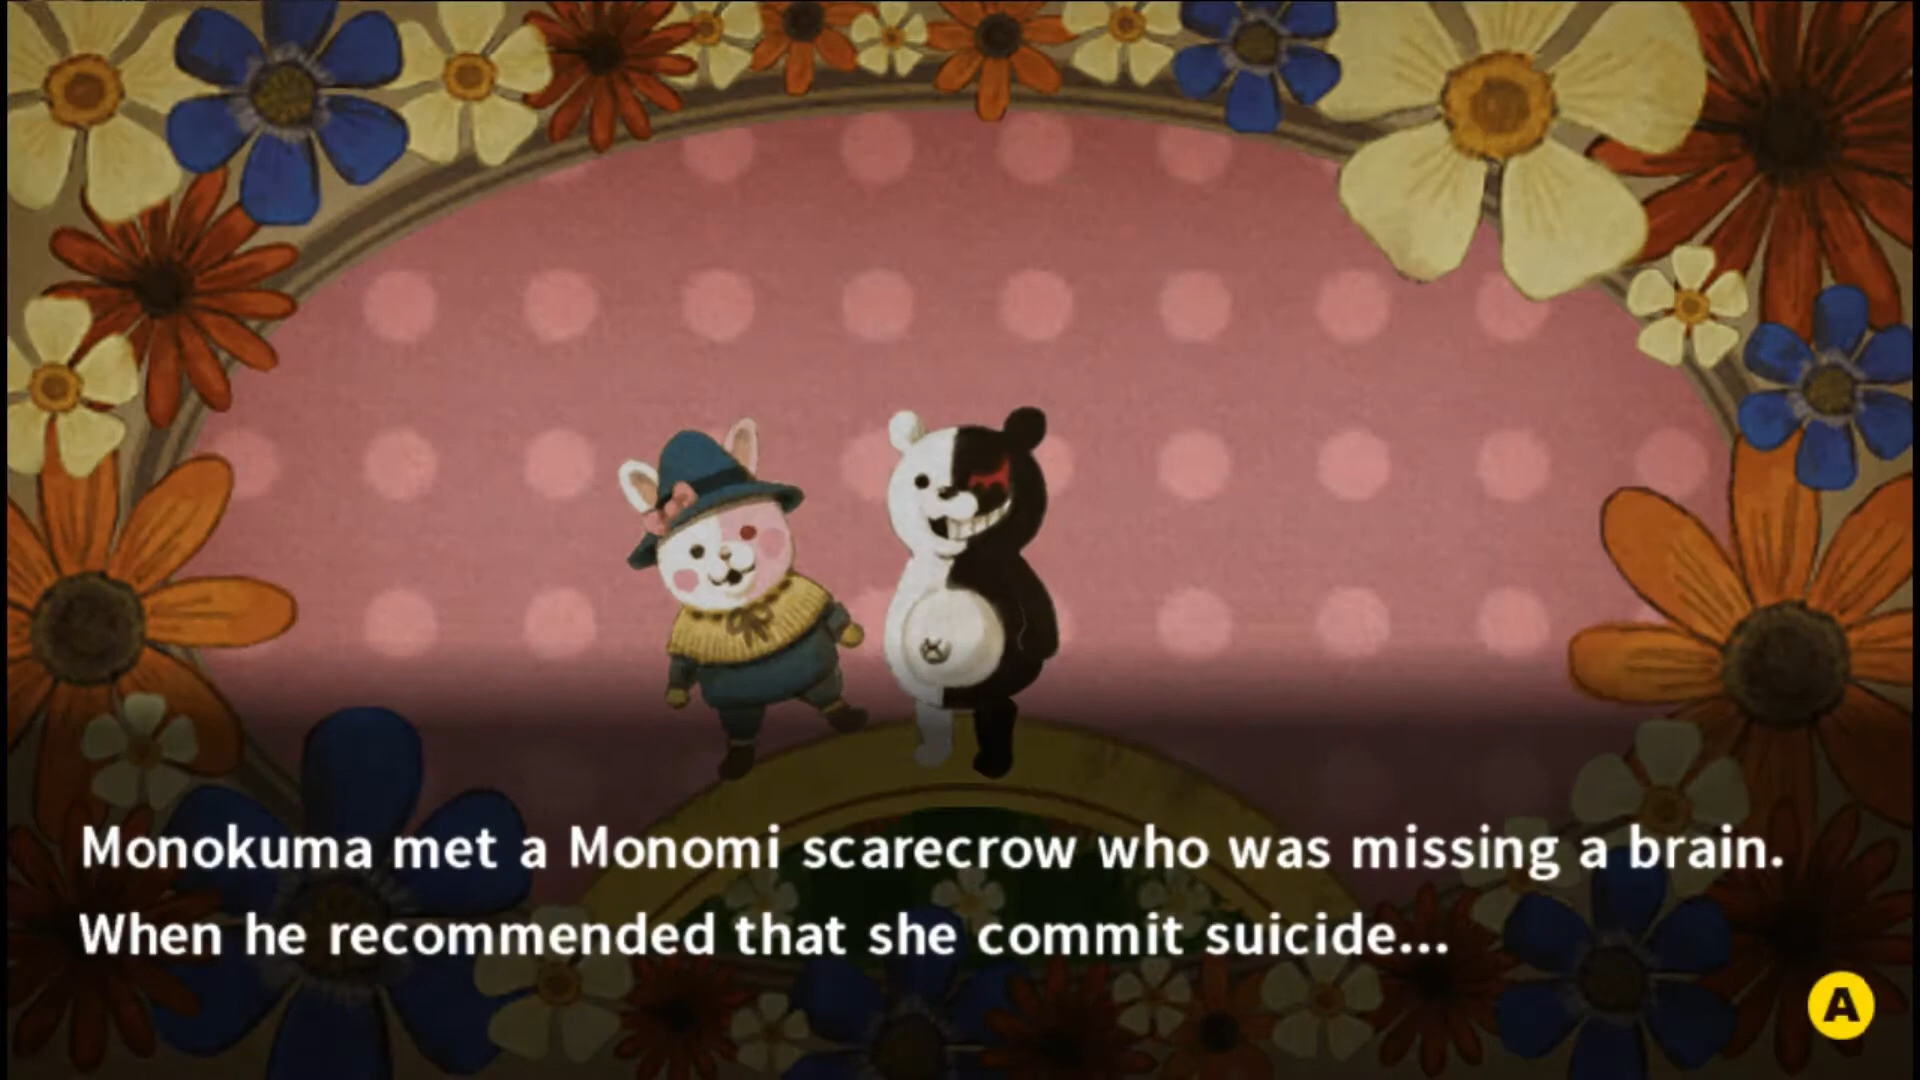 Monokuma met a Monomi scarecrow who was missing a brain.
When he recommended that she commit suicide...
A